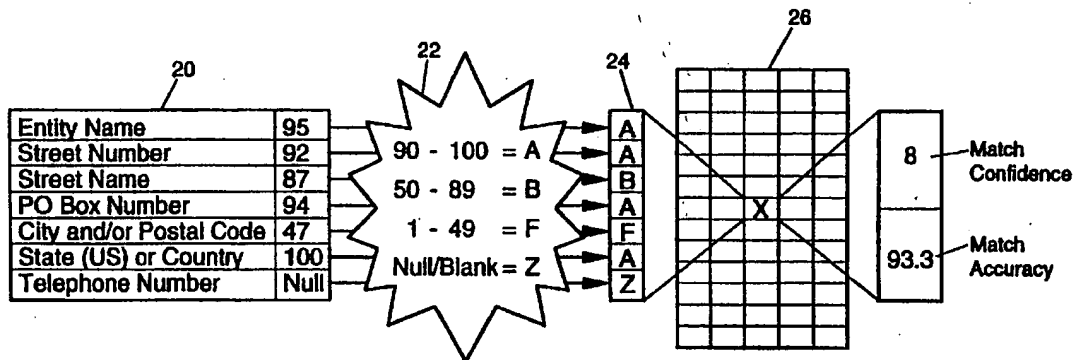 26
22
24
20
Entity Name 95
Street Number 92
Street Name 87
PO Box Number 94
City and/or Postal Code 47
State (US) or Country 100
Telephone Number Null
90 - 100 = A
50 - 89 = B
1 - 49 = F
Null/Blank = Z
A
A
B
A
F
A
Z
X
8
93.3
Match
Confidence
Match
Accuracy